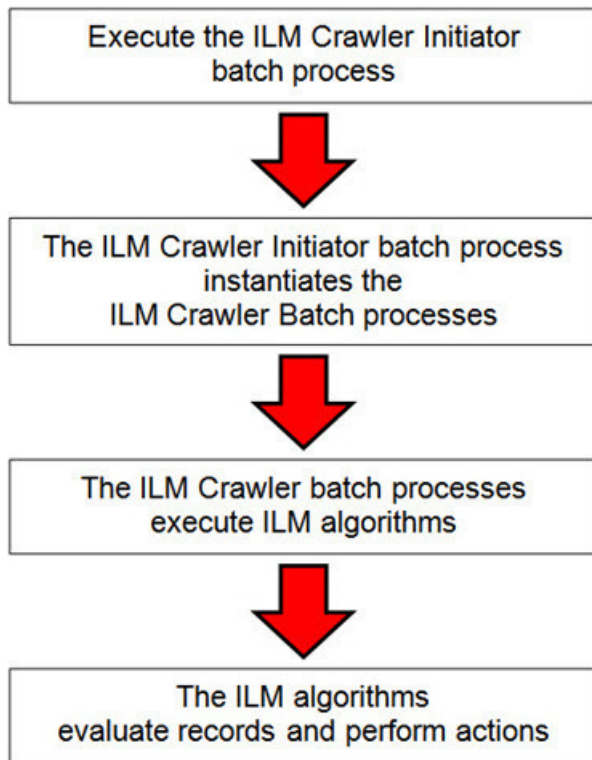 Execute the ILM Crawler Initiator
batch process
The ILM Crawler Initiator batch process
instantiates the
ILM Crawler Batch processes
The ILM Crawler batch processes
execute ILM algorithms
The ILM algorithms
evaluate records and perform actions